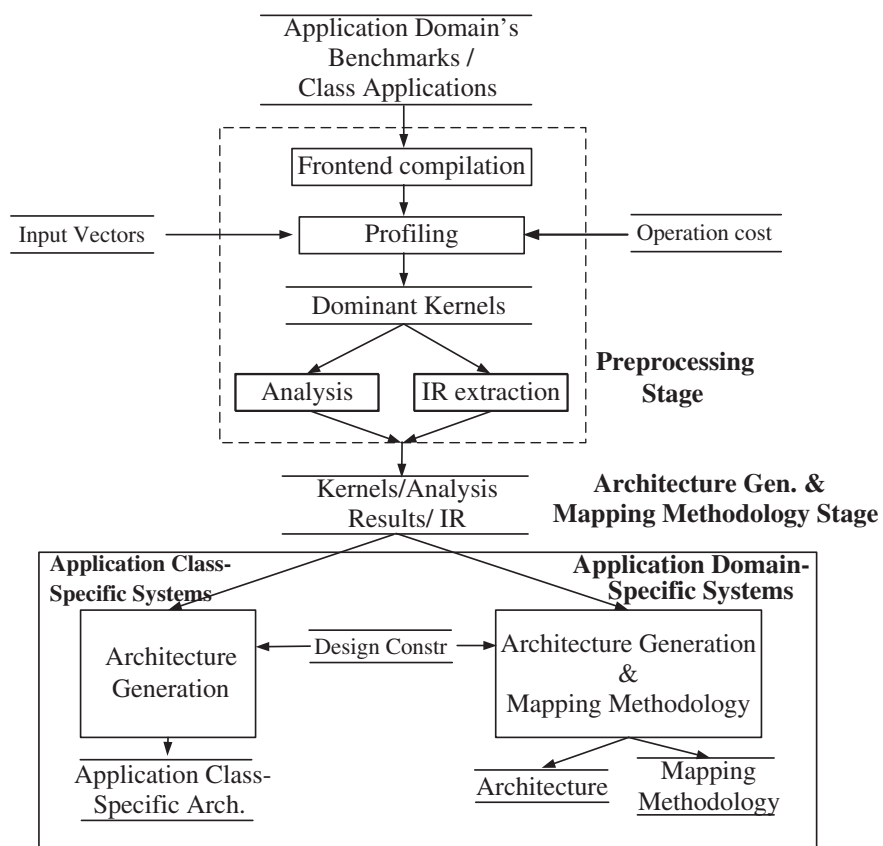 Application Domain's
Benchmarks /
Class Applications
Frontend compilation
Input Vectors
Profiling
Operation cost
Dominant Kernels
Preprocessing
Stage
Analysis
IR extraction
Kernels/Analysis
Results/ IR
Architecture Gen. &
Mapping Methodology Stage
Application Class-
Specific Systems
Application Domain-
Specific Systems
Architecture
Generation
Design Constr
Architecture Generation
&
Mapping Methodology
Application Class-
Specific Arch.
Architecture
Mapping
Methodology